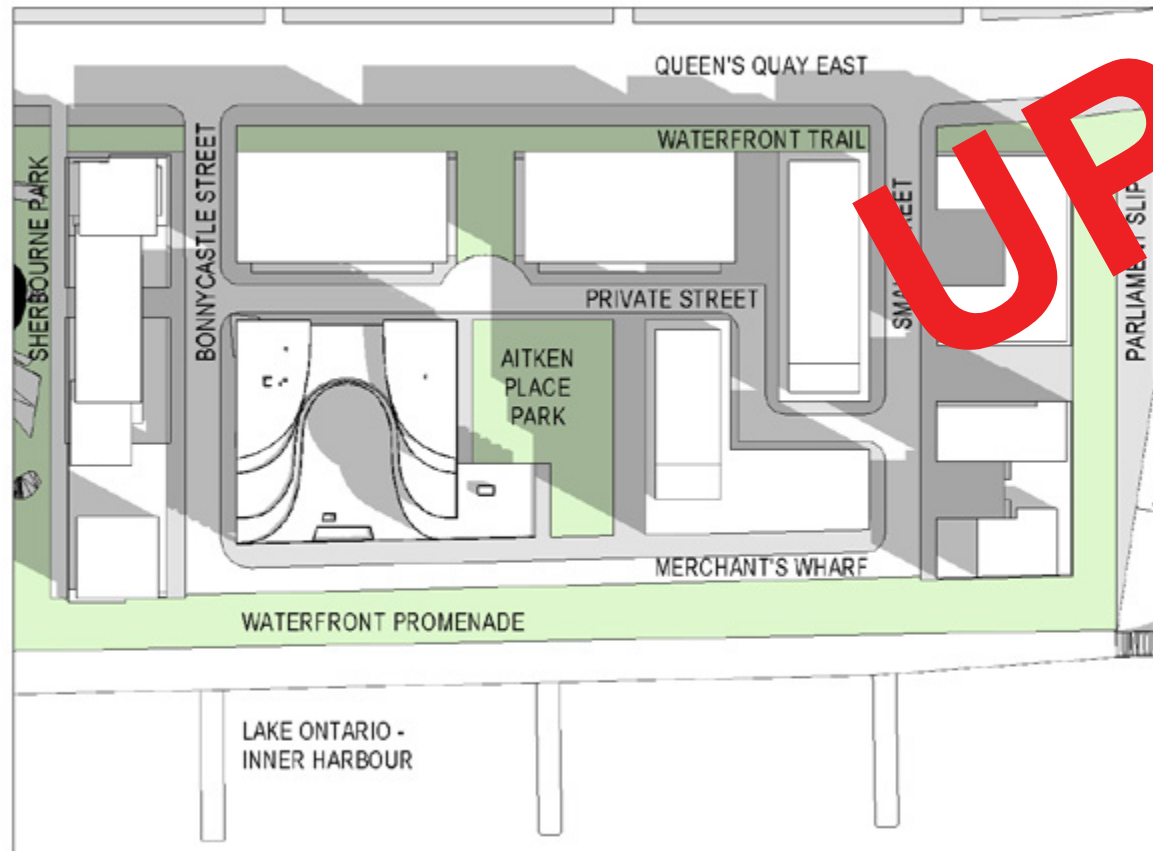 QUEEN'S QUAY EAST
WATERFRONT TRAIL
UP
SHERBOURNE PARK
BONNYCASTLE STREET
PARLIAMENT SLIP
PRIVATE STREET
AITKEN
PLACE
PARK
MERCHANT'S WHARF
WATERFRONT PROMENADE
LAKE ONTARIO -
INNER HARBOUR